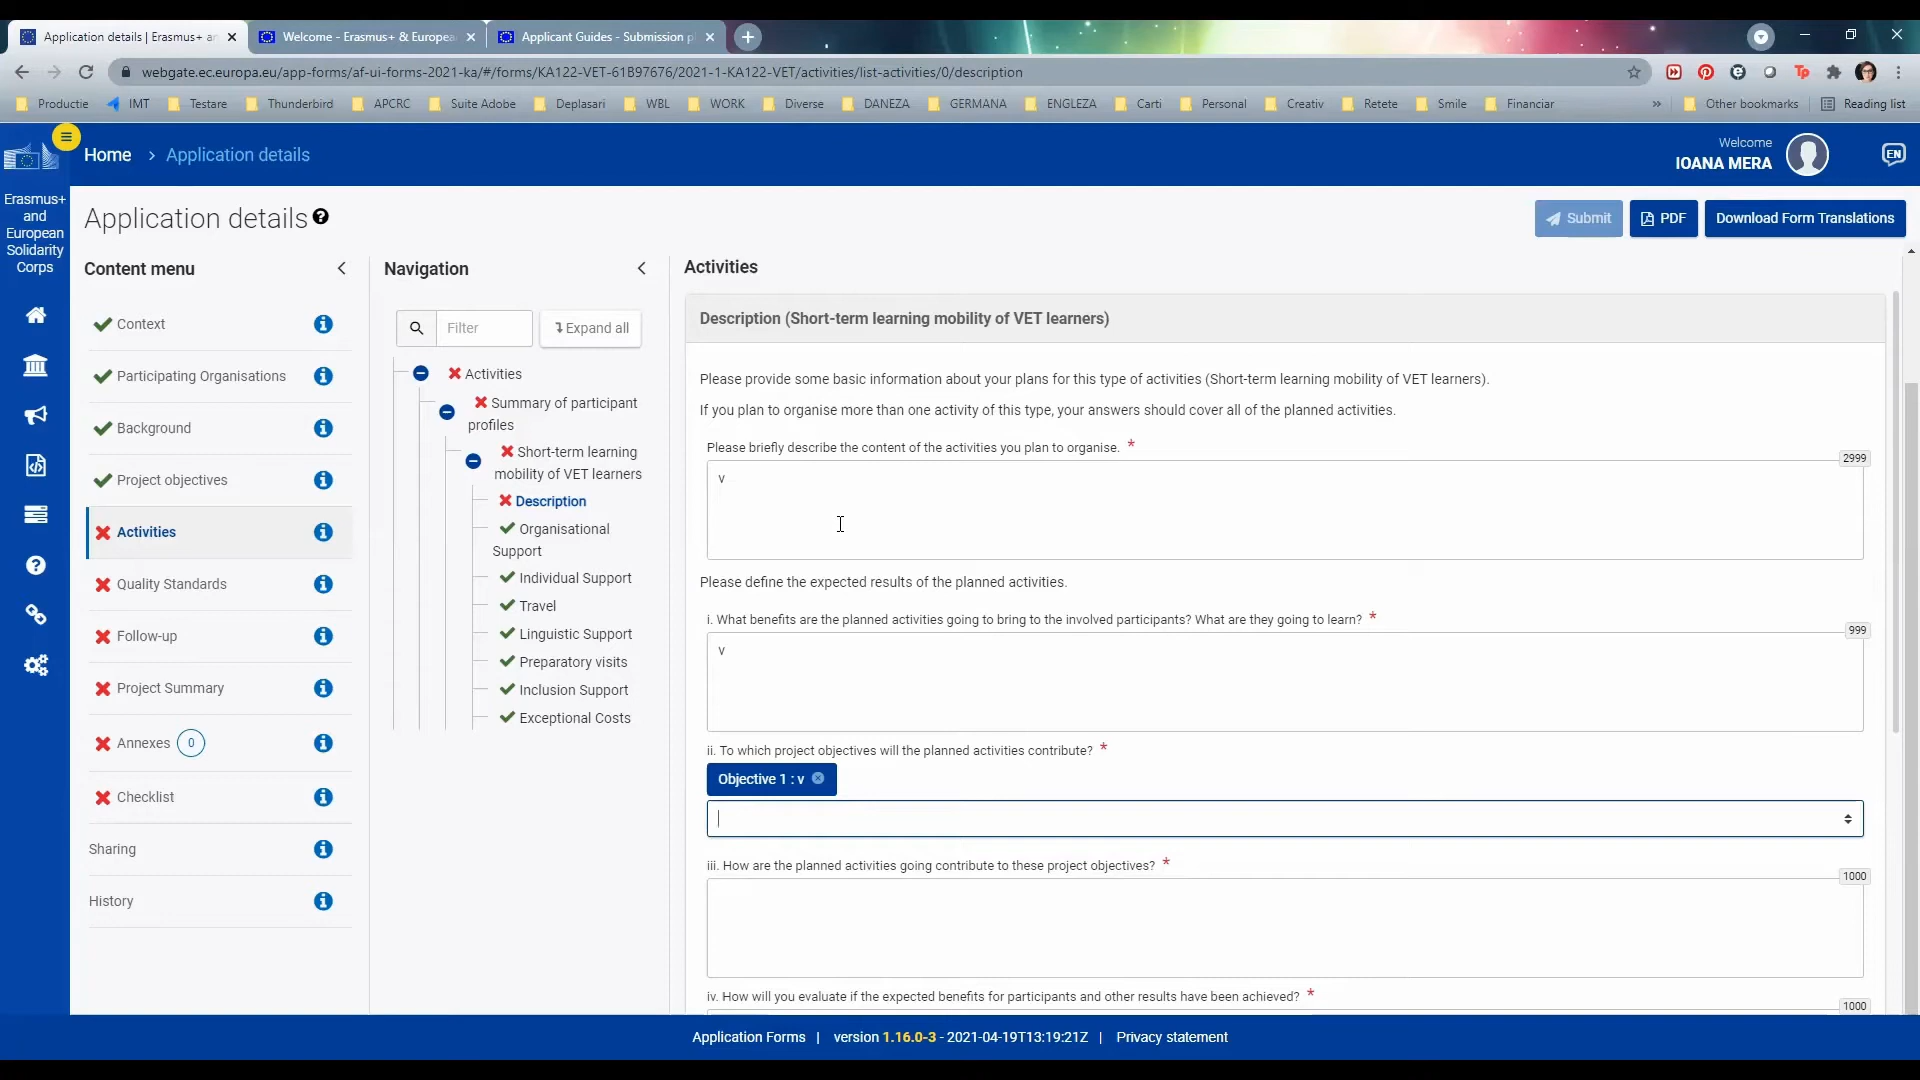 Application details | Erasmus+ an
Welcome - Erasmus+ & Europea
Applicant Guides - Submission p
webgate.ec.europa.eu/app-forms/af-ui-forms-2021-ka/#/forms/KA122-VET-61B97676/2021-1-KA122-VET/activities/list-activities/0/description
Productie IMT Testare Thunderbird APCRC Suite Adobe Deplasari WBL WORK Diverse DANEZA GERMANA ENGLEZA Carti Personal Creativ Retete Smile Financiar » Other bookmarks Reading list
Home > Application details
Welcome
IOANA MERA
EN
Erasmus+
and
European
Solidarity
Corps
Application details
Submit
PDF
Download Form Translations
Content menu
Context
Participating Organisations
Background
Project objectives
Activities
Quality Standards
Follow-up
Project Summary
Annexes 0
Checklist
Sharing
History
Navigation
Filter
Expand all
Activities
Summary of participant
profiles
Short-term learning
mobility of VET learners
Description
Organisational
Support
Individual Support
Travel
Linguistic Support
Preparatory visits
Inclusion Support
Exceptional Costs
Activities
Description (Short-term learning mobility of VET learners)
Please provide some basic information about your plans for this type of activities (Short-term learning mobility of VET learners).
If you plan to organise more than one activity of this type, your answers should cover all of the planned activities.
Please briefly describe the content of the activities you plan to organise. *
2999
v
Please define the expected results of the planned activities.
i. What benefits are the planned activities going to bring to the involved participants? What are they going to learn? *
999
v
ii. To which project objectives will the planned activities contribute? *
Objective 1 : v
iii. How are the planned activities going contribute to these project objectives? *
1000
iv. How will you evaluate if the expected benefits for participants and other results have been achieved? *
1000
Application Forms | version 1.16.0-3 - 2021-04-19T13:19:21Z | Privacy statement